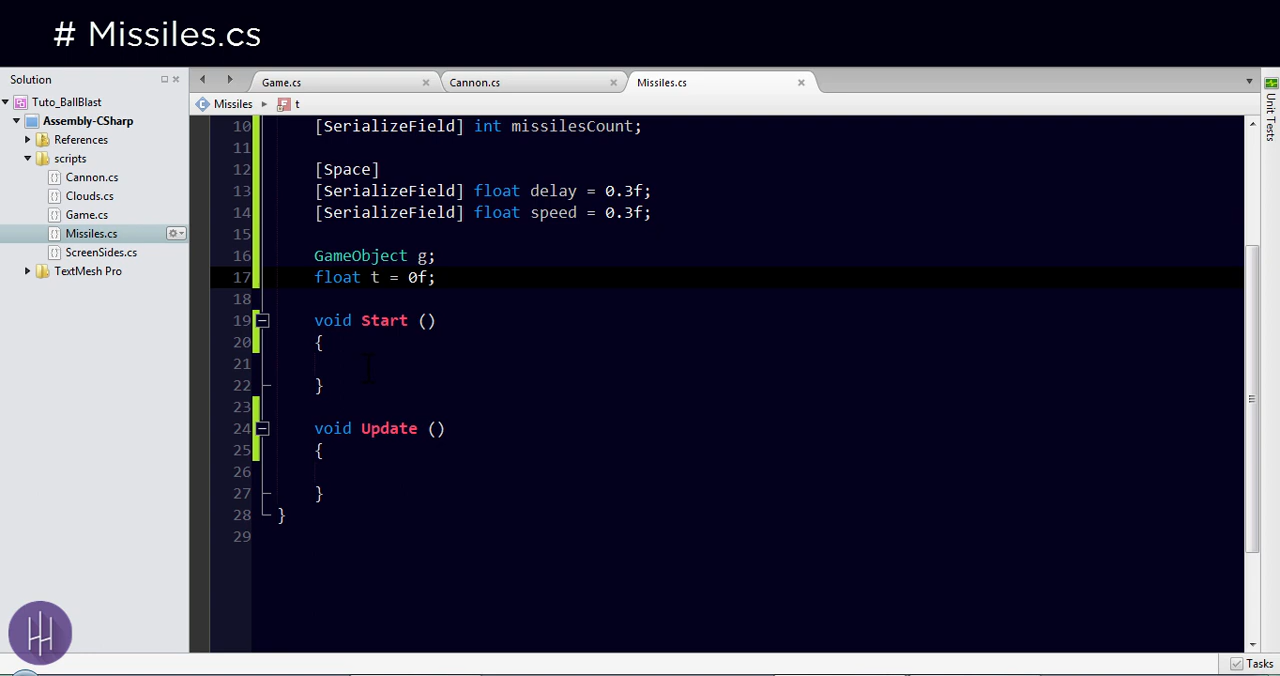 # Missiles.cs
Solution
Game.cs
Cannon.cs
Missiles.cs
Tuto_BallBlast
Assembly-CSharp
References
scripts
Cannon.cs
Clouds.cs
Game.cs
Missiles.cs
ScreenSides.cs
TextMesh Pro
Missiles
t
10 [SerializeField] int missilesCount;
11
12 [Space]
13 [SerializeField] float delay = 0.3f;
14 [SerializeField] float speed = 0.3f;
15
16 GameObject g;
17 float t = 0f;
18
19 void Start ()
20 {
21
22 }
23
24 void Update ()
25 {
26
27 }
28 }
29
Unit Tests
Tasks